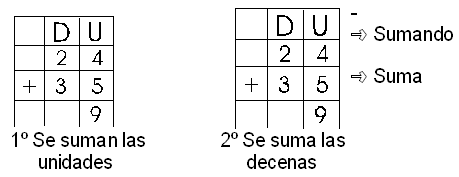 D U
2 4
+ 3 5
9
1º Se suman las
unidades
D U
2 4
+ 3 5
9
2º Se suma las
decenas
-
⇨ Sumando
⇨ Suma